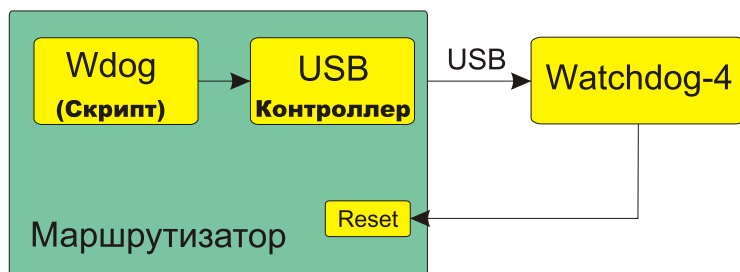 Wdog
(Скрипт)
USB
Контроллер
USB
Watchdog-4
Reset
Маршрутизатор